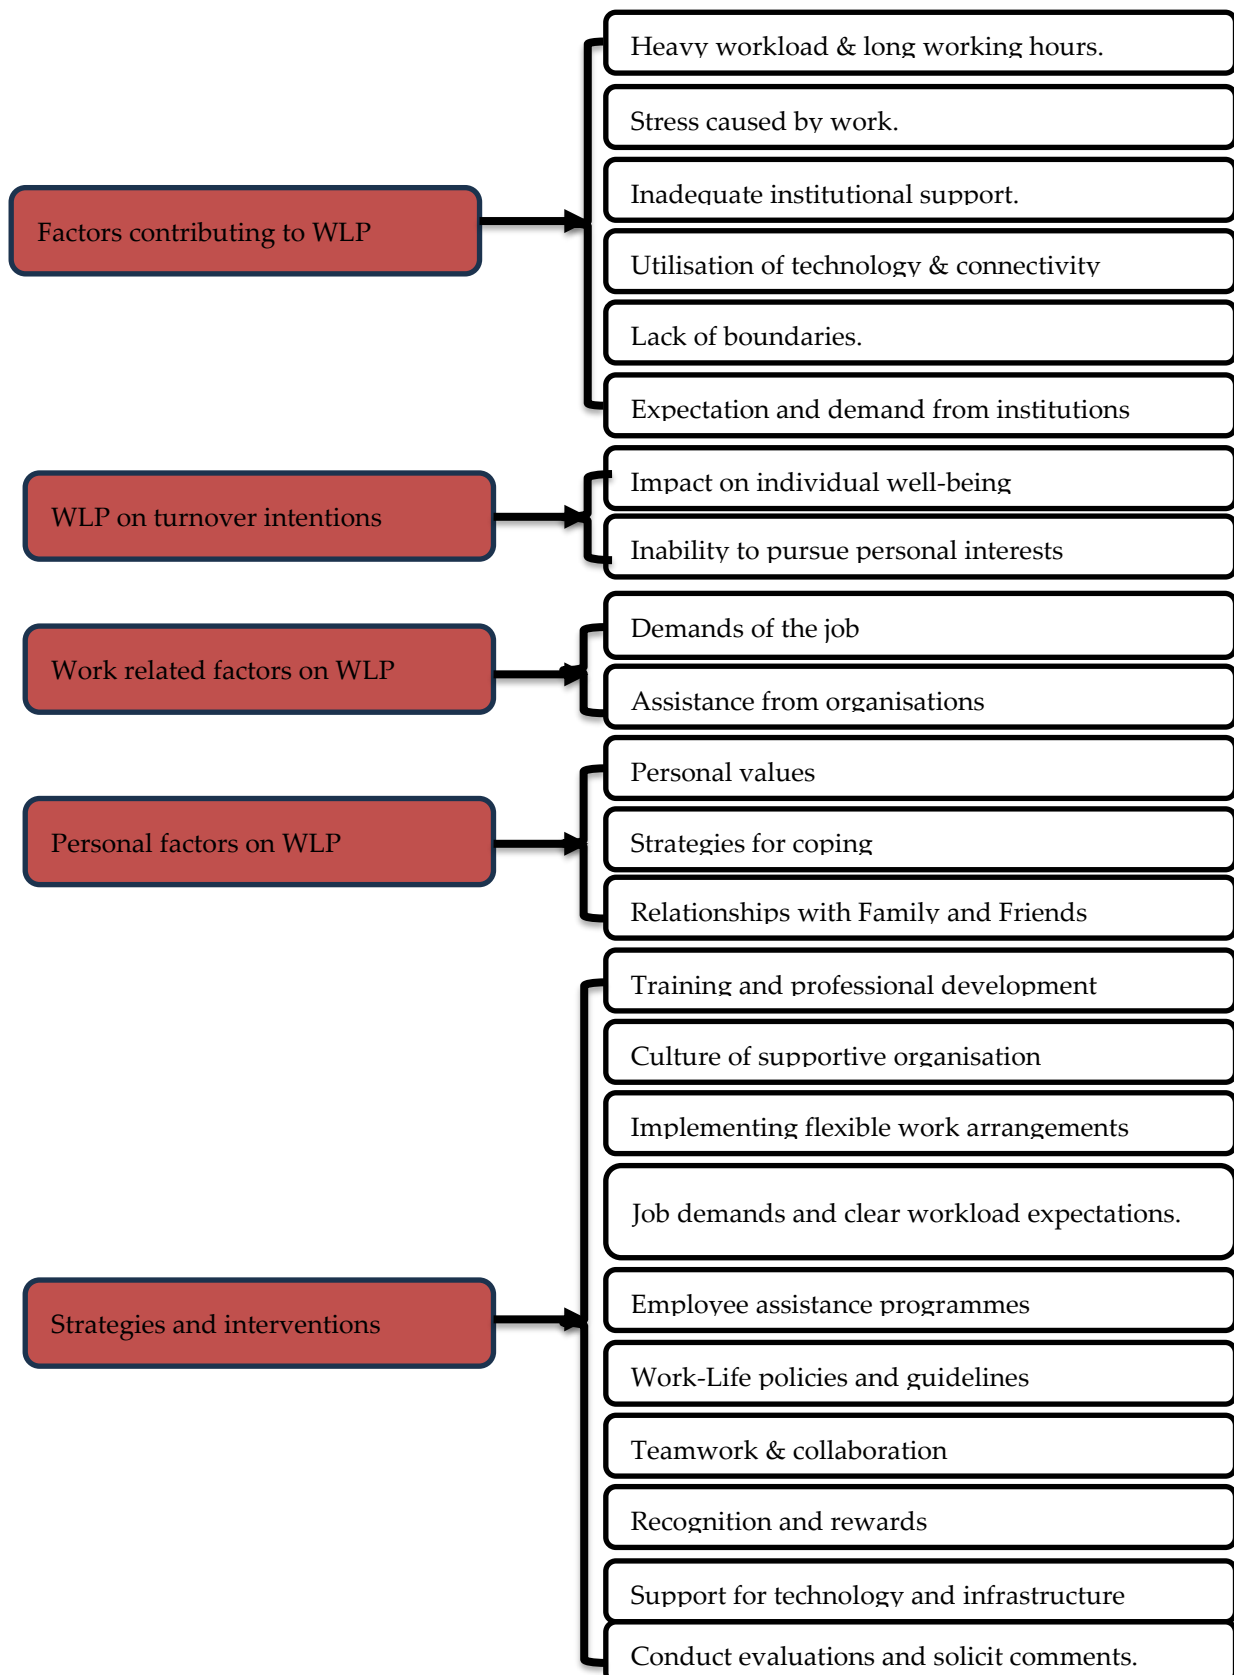 Factors contributing to WLP
Heavy workload & long working hours.
Stress caused by work.
Inadequate institutional support.
Utilisation of technology & connectivity
Lack of boundaries.
Expectation and demand from institutions
WLP on turnover intentions
Impact on individual well-being
Inability to pursue personal interests
Work related factors on WLP
Demands of the job
Assistance from organisations
Personal factors on WLP
Personal values
Strategies for coping
Relationships with Family and Friends
Strategies and interventions
Training and professional development
Culture of supportive organisation
Implementing flexible work arrangements
Job demands and clear workload expectations.
Employee assistance programmes
Work-Life policies and guidelines
Teamwork & collaboration
Recognition and rewards
Support for technology and infrastructure
Conduct evaluations and solicit comments.